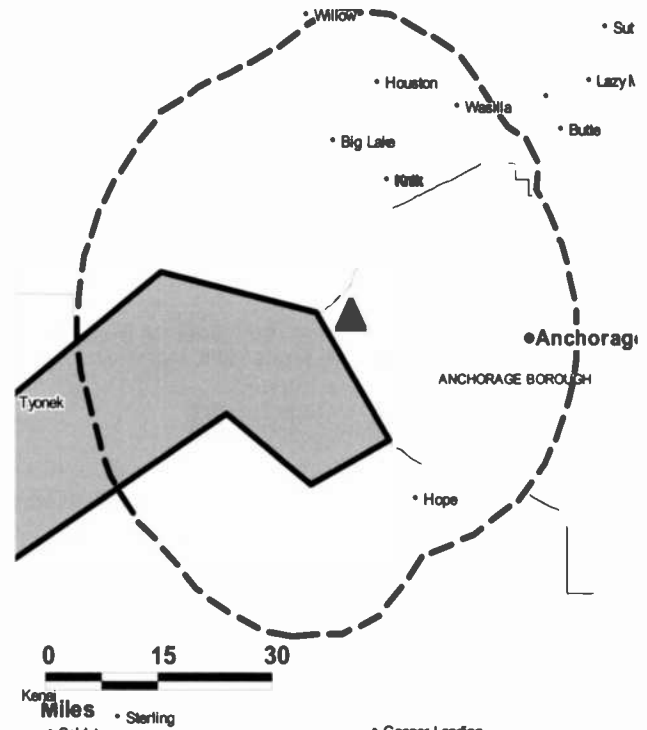 Willow
Sut
Houston
Lazy M
Wasilla
Butte
Big Lake
Knik
Anchorage
ANCHORAGE BOROUGH
Tyonek
Hope
0 15 30
Kenai
Miles
Sterling